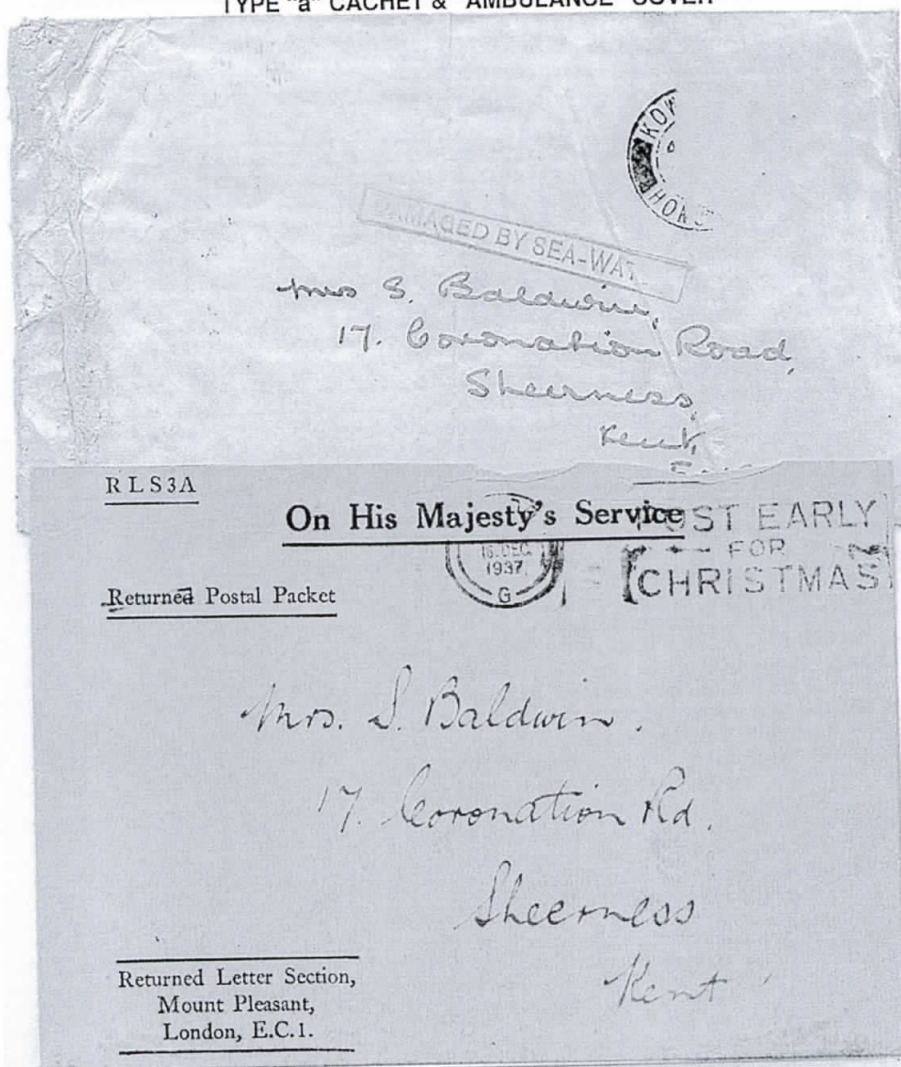 TYPE "a" CACHET & "AMBULANCE" COVER
KOW
HONG
DAMAGED BY SEA-WAT
Mrs S. Baldwin,
17. Coronation Road,
Sheerness,
Kent,
RLS3A
On His Majesty's Service
POST EARLY
FOR
CHRISTMAS
16. DEC.
1937
G
Returned Postal Packet
Mrs. S. Baldwin.
17. Coronation Rd.
Sheerness
Kent
Returned Letter Section,
Mount Pleasant,
London, E.C.1.